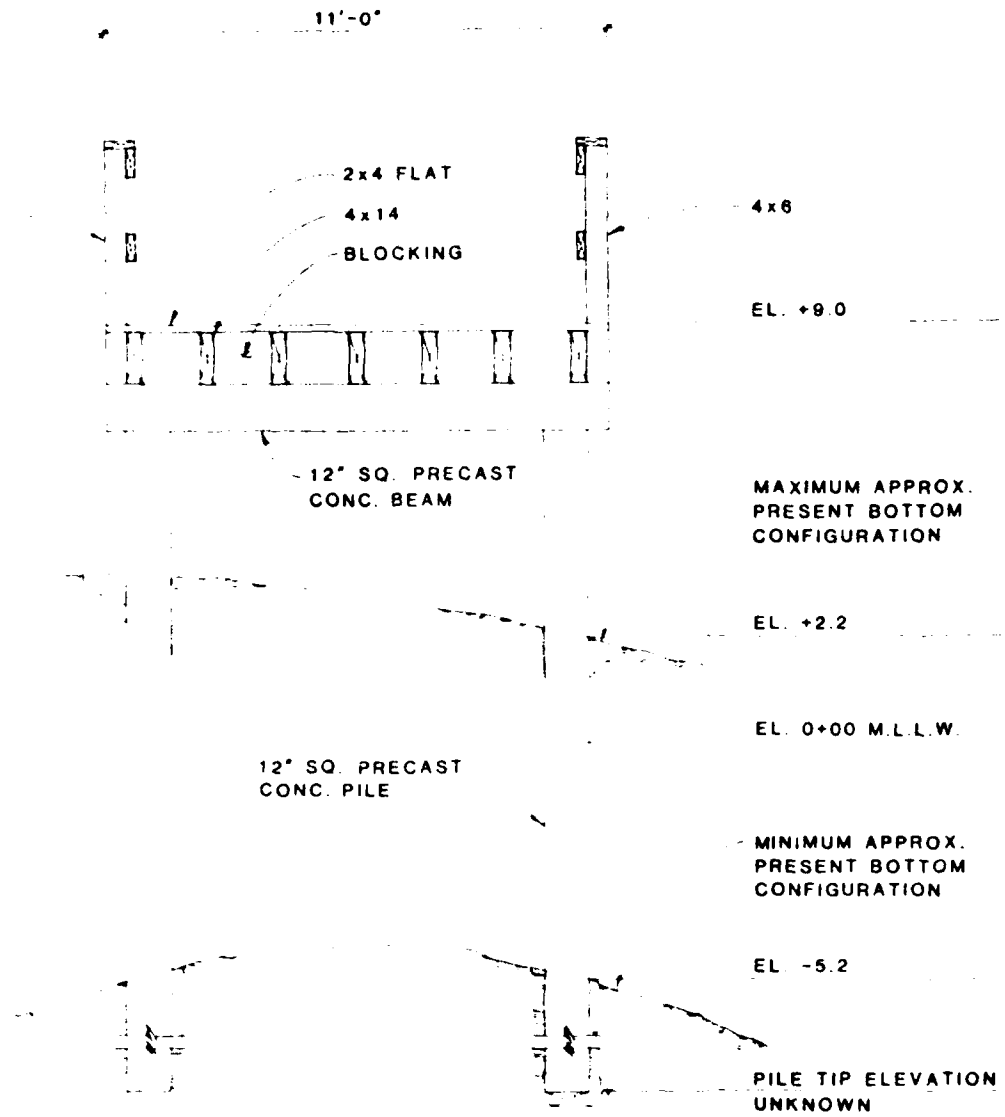 11'-0"
2x4 FLAT
4x14
BLOCKING
4x6
EL. +9.0
12" SQ. PRECAST
CONC. BEAM
MAXIMUM APPROX.
PRESENT BOTTOM
CONFIGURATION
EL. +2.2
EL. 0+00 M.L.L.W.
12" SQ. PRECAST
CONC. PILE
MINIMUM APPROX.
PRESENT BOTTOM
CONFIGURATION
EL. -5.2
PILE TIP ELEVATION
UNKNOWN